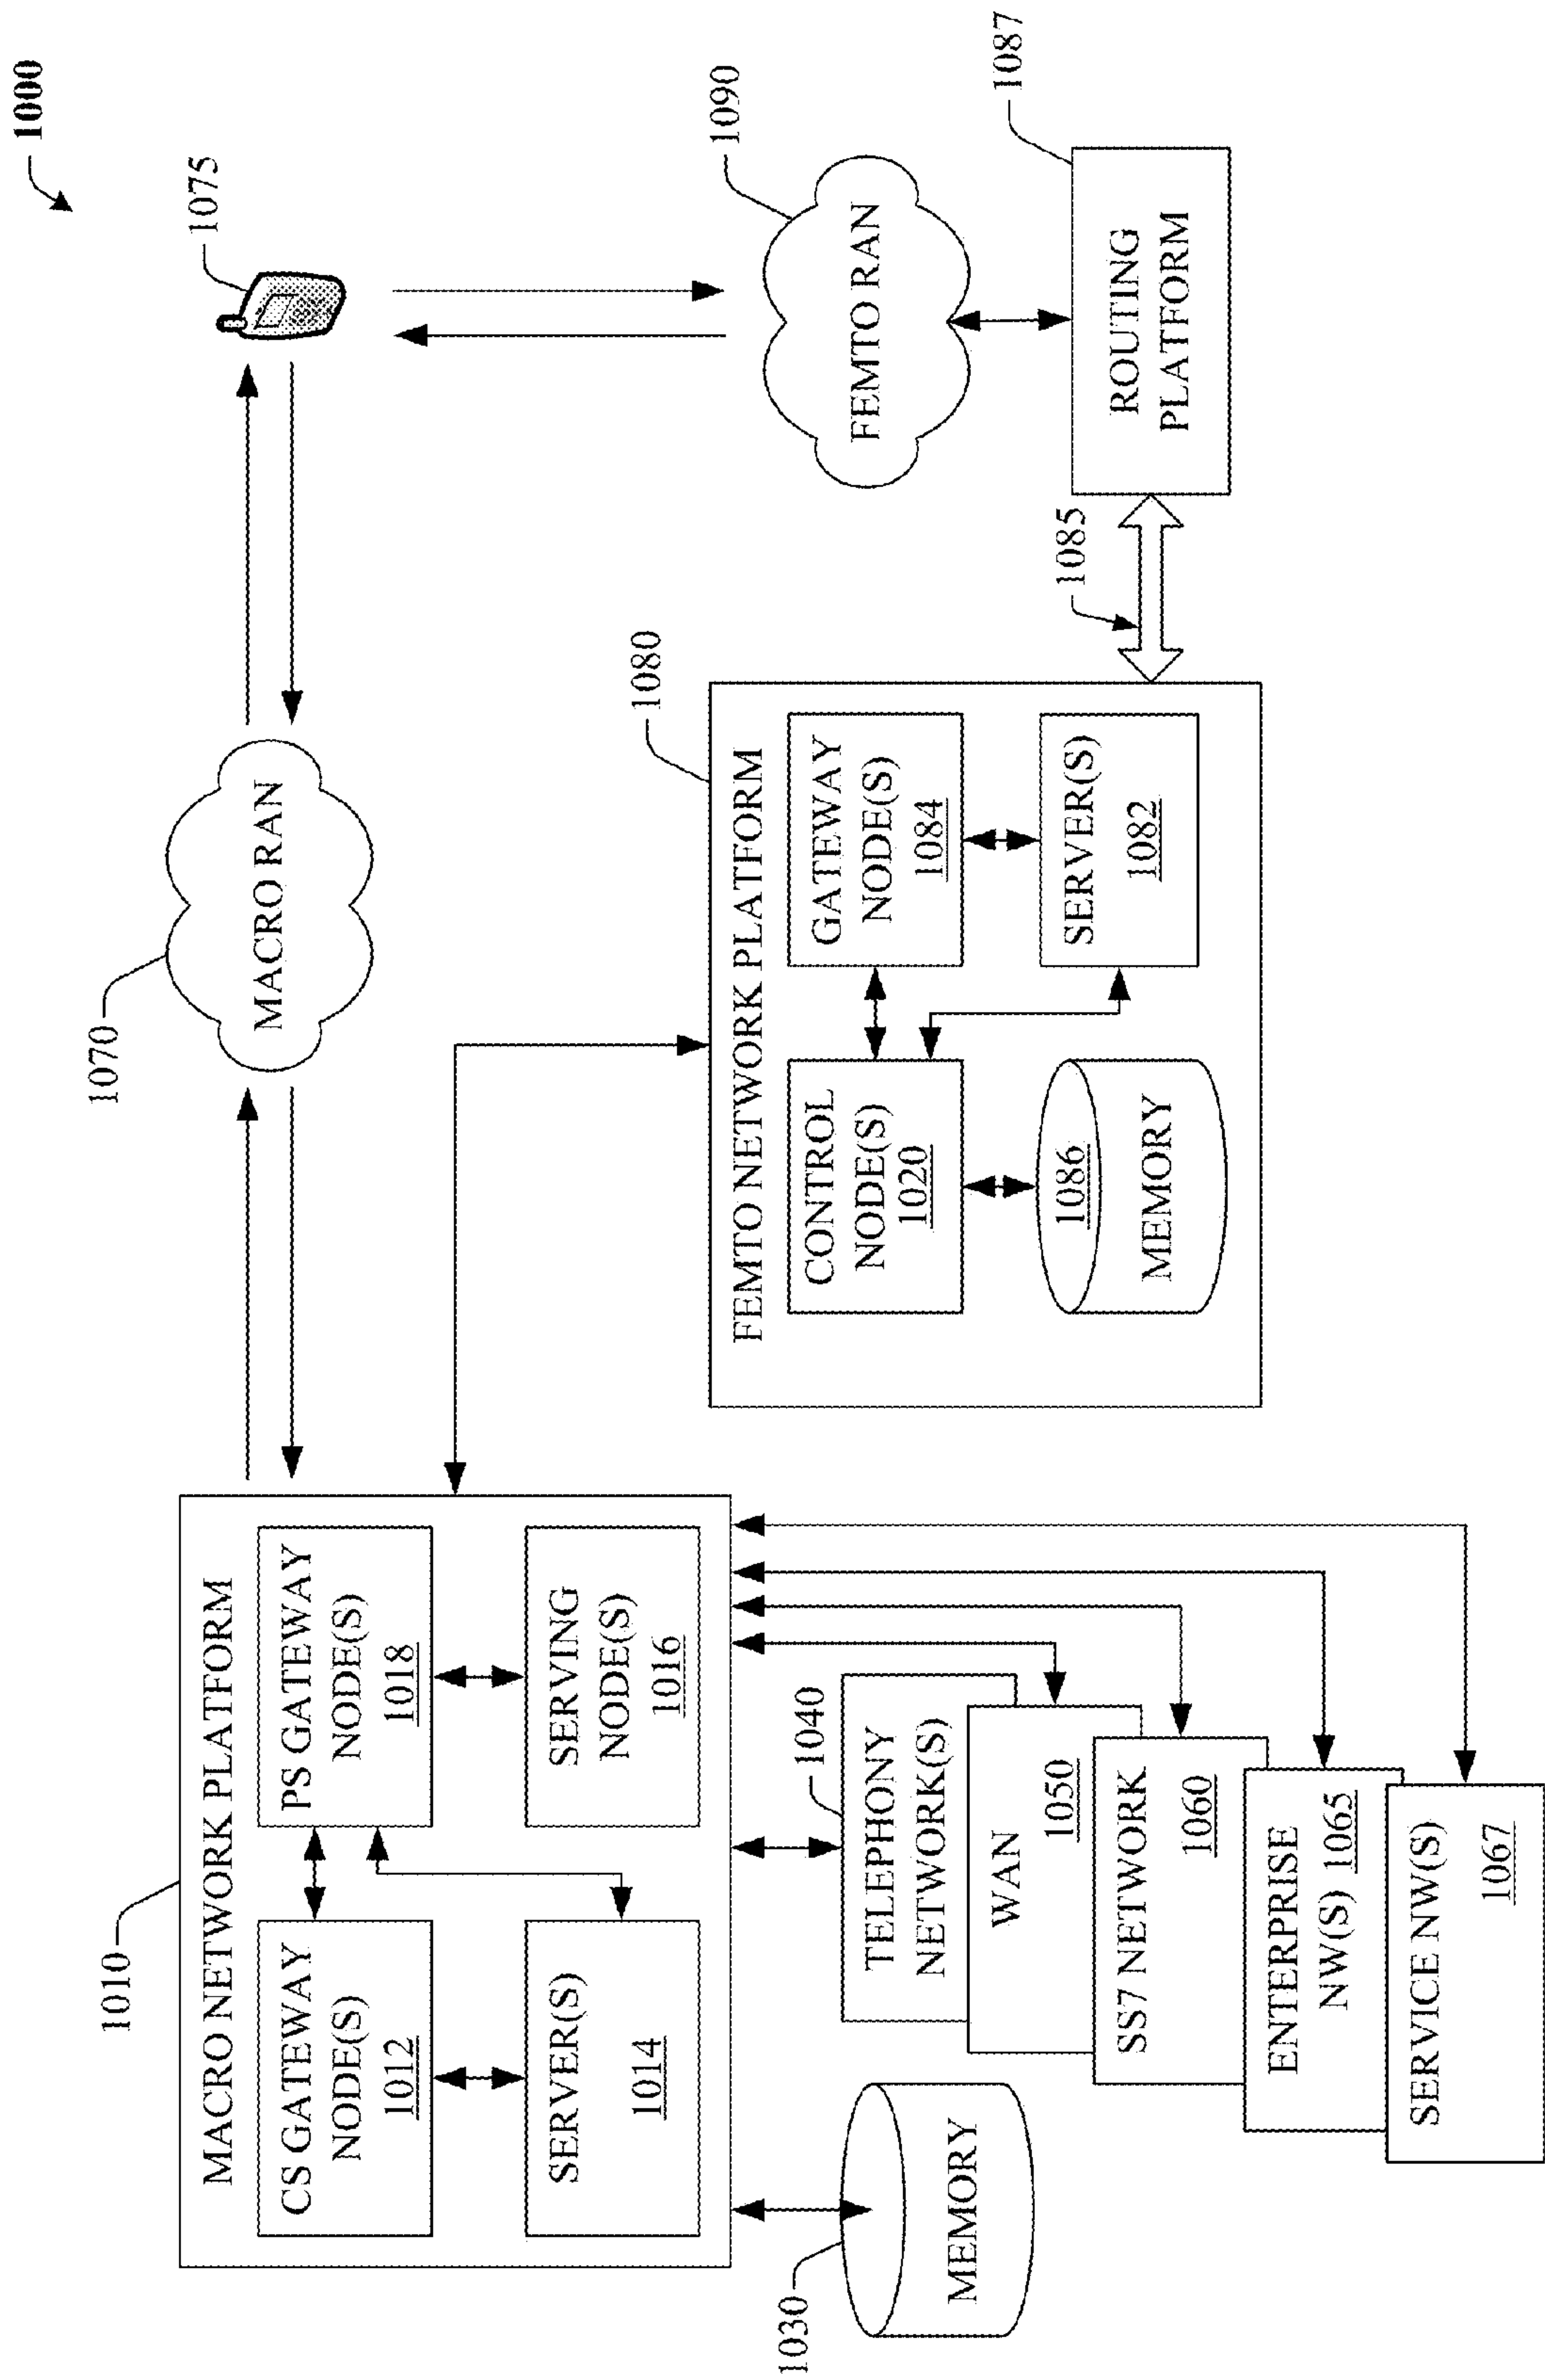 1000
1010
MACRO NETWORK PLATFORM
CS GATEWAY
NODE(S)
1012
PS GATEWAY
NODE(S)
1018
SERVER(S)
1014
SERVING
NODE(S)
1016
1070
MACRO RAN
1075
1030
MEMORY
1040
TELEPHONY
NETWORK(S)
WAN
1050
SS7 NETWORK
1060
ENTERPRISE
NW(S) 1065
SERVICE NW(S)
1067
1080
FEMTO NETWORK PLATFORM
CONTROL
NODE(S)
1020
GATEWAY
NODE(S)
1084
1086
MEMORY
SERVER(S)
1082
1085
1090
FEMTO RAN
1087
ROUTING
PLATFORM